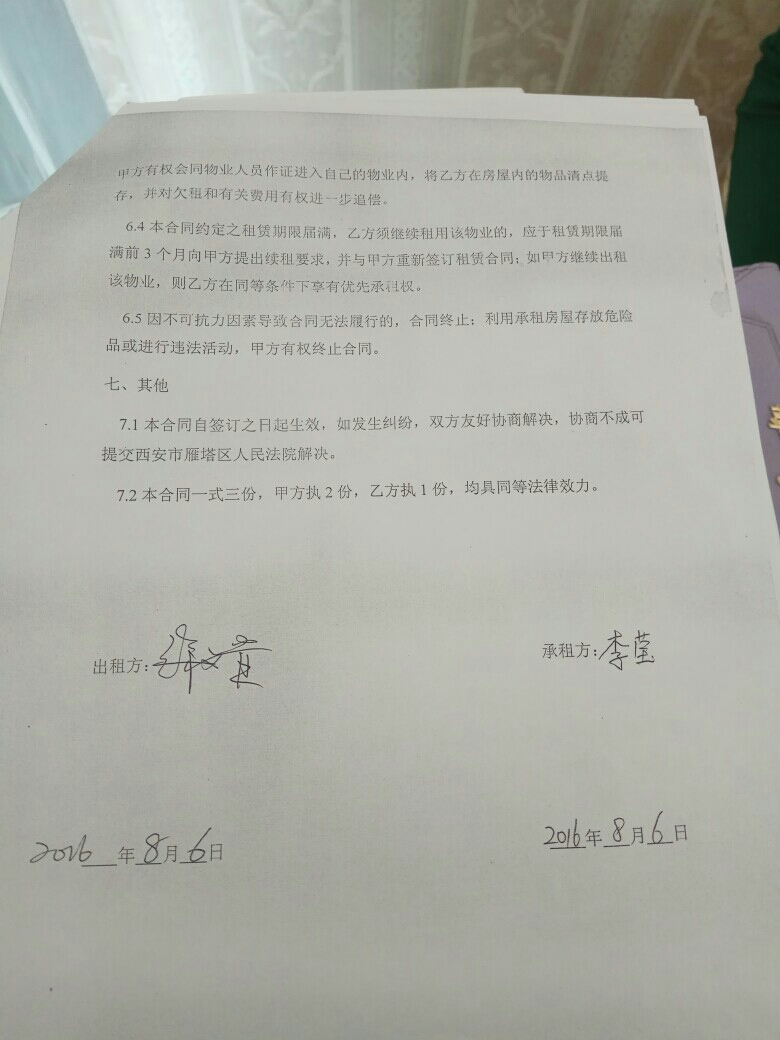 甲方有权会同物业人员作证进入自己的物业内，将乙方在房屋内的物品清点提
存，并对欠租和有关费用有权进一步追偿。
6.4 本合同约定之租赁期限届满，乙方须继续租用该物业的，应于租赁期限届
满前 3 个月向甲方提出续租要求，并与甲方重新签订租赁合同；如甲方继续出租
该物业，则乙方在同等条件下享有优先承租权。
6.5 因不可抗力因素导致合同无法履行的，合同终止；利用承租房屋存放危险
品或进行违法活动，甲方有权终止合同。
七、其他
7.1 本合同自签订之日起生效，如发生纠纷，双方友好协商解决，协商不成可
提交西安市雁塔区人民法院解决。
7.2 本合同一式三份，甲方执 2 份，乙方执 1 份，均具同等法律效力。
出租方：
承租方：李莹
2016 年 8 月 6 日
2016 年 8 月 6 日